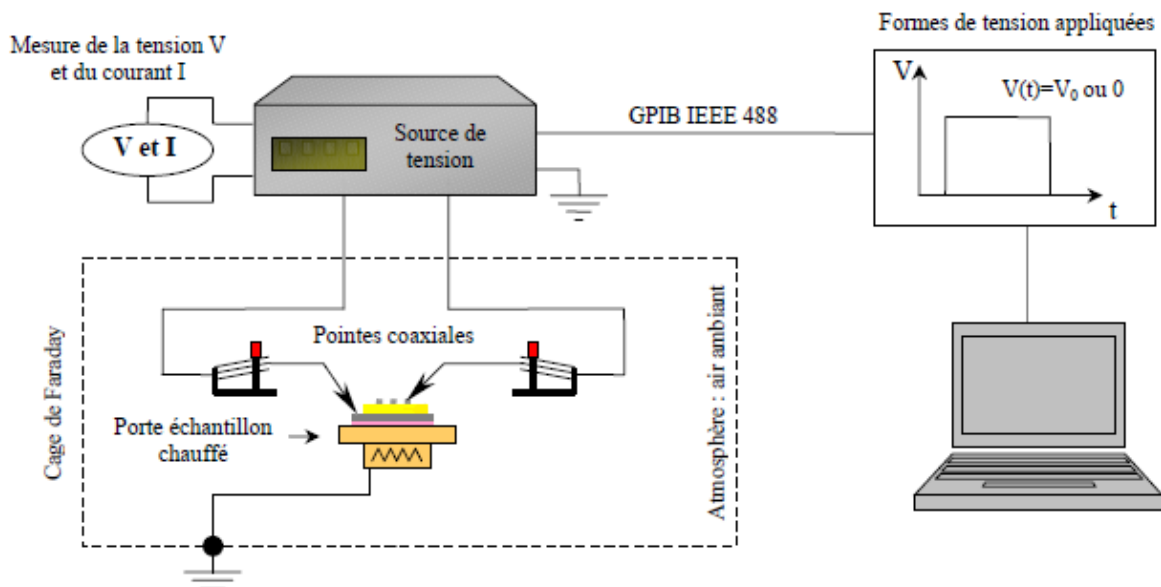 Formes de tension appliquées
Mesure de la tension V
et du courant I
V et I
Source de
tension
GPIB IEEE 488
V
V(t)=V₀ ou 0
t
Cage de Faraday
Pointes coaxiales
Porte échantillon
chauffé
Atmosphère : air ambiant